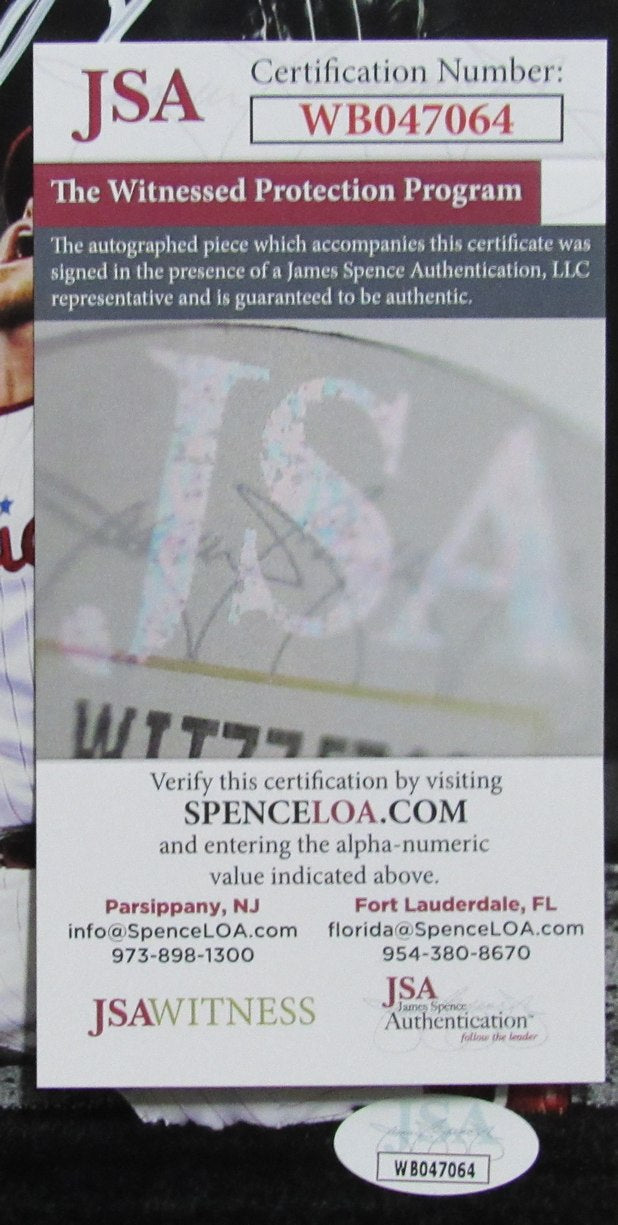 JSA
Certification Number:
WB047064
The Witnessed Protection Program
The autographed piece which accompanies this certificate was
signed in the presence of a James Spence Authentication, LLC
representative and is guaranteed to be authentic.
JSA
Verify this certification by visiting
SPENCELOA.COM
and entering the alpha-numeric
value indicated above.
Parsippany, NJ
info@SpenceLOA.com
973-898-1300
Fort Lauderdale, FL
florida@SpenceLOA.com
954-380-8670
JSAWITNESS
JSA
James Spence
Authentication™
follow the leader
JSA
WB047064